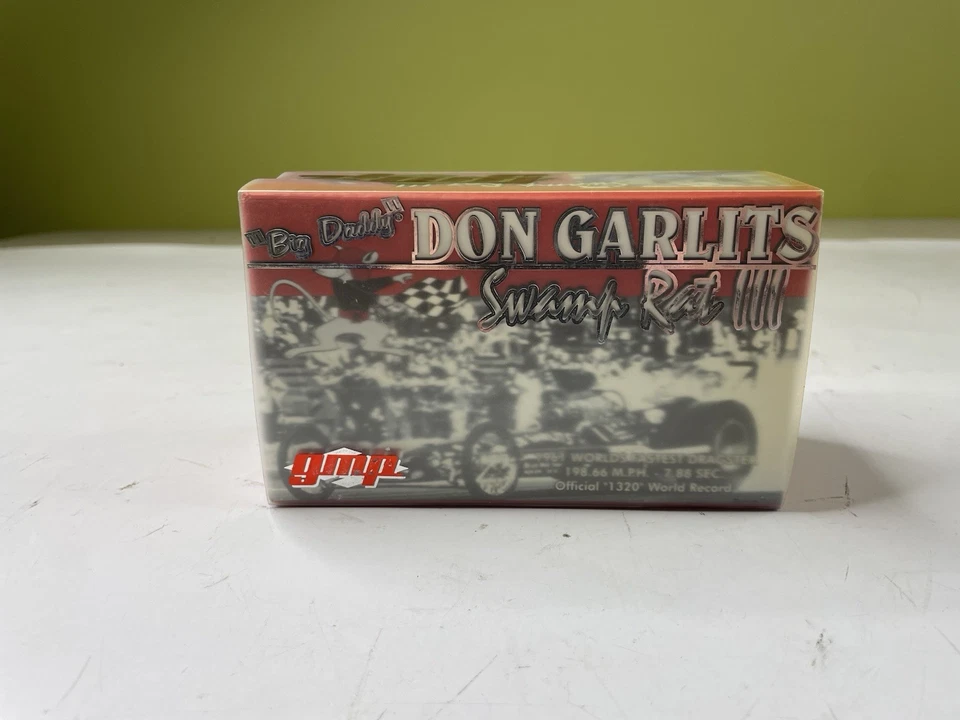 "Big Daddy" DON GARLITS
Swamp Rat IIII
gmp
WORLDS FASTEST DRAGSTER
198.66 M.P.H. - 7.88 SEC.
Official "1320" World Record